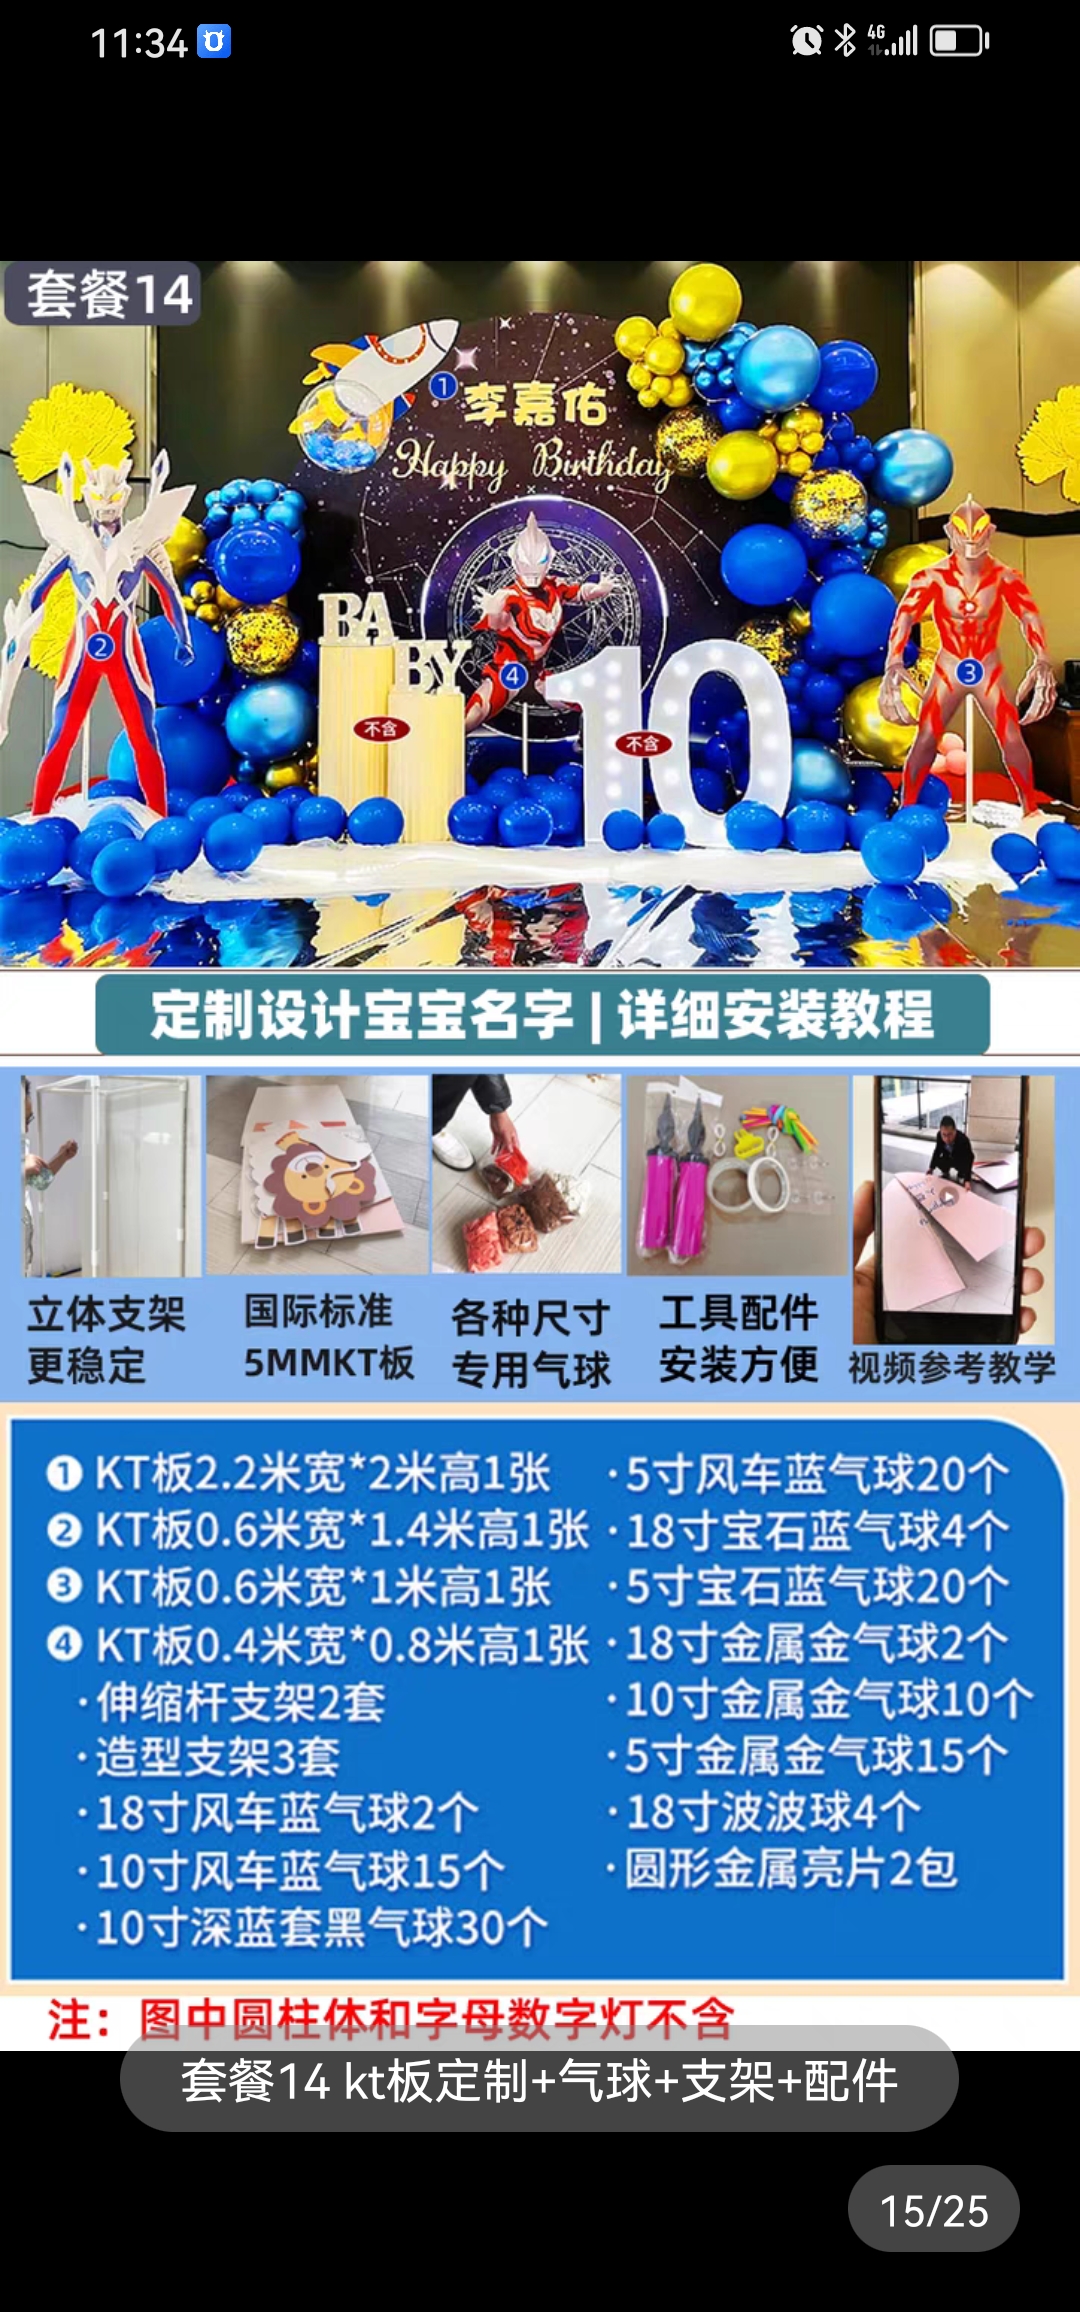 11:34
4G
套餐14
1
李嘉佑
Happy Birthday
BA
BY
2
不含
4
10
不含
3
定制设计宝宝名字 | 详细安装教程
立体支架
更稳定
国际标准
5MMKT板
各种尺寸
专用气球
工具配件
安装方便
视频参考教学
1 KT板2.2米宽*2米高1张
2 KT板0.6米宽*1.4米高1张
3 KT板0.6米宽*1米高1张
4 KT板0.4米宽*0.8米高1张
·伸缩杆支架2套
·造型支架3套
·18寸风车蓝气球2个
·10寸风车蓝气球15个
·10寸深蓝套黑气球30个
·5寸风车蓝气球20个
·18寸宝石蓝气球4个
·5寸宝石蓝气球20个
·18寸金属金气球2个
·10寸金属金气球10个
·5寸金属金气球15个
·18寸波波球4个
·圆形金属亮片2包
注：图中圆柱体和字母数字灯不含
套餐14 kt板定制+气球+支架+配件
15/25